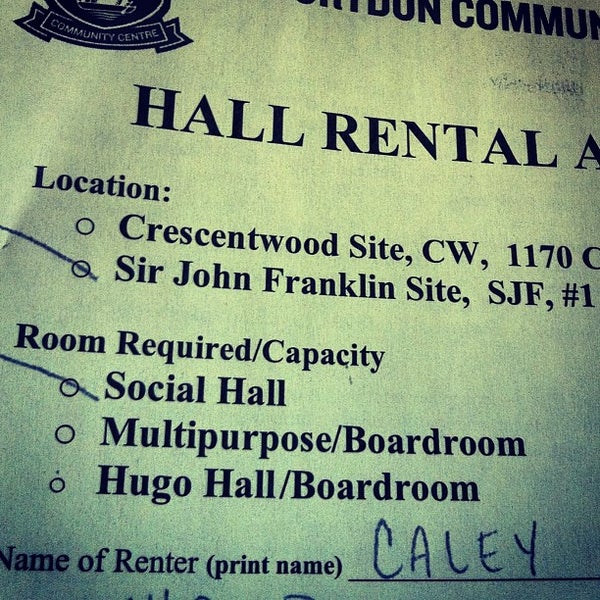 COMMUNITY CENTRE
COMMUN
HALL RENTAL A
Location:
Crescentwood Site, CW, 1170 C
Sir John Franklin Site, SJF, #1
Room Required/Capacity
Social Hall
Multipurpose/Boardroom
Hugo Hall/Boardroom
Name of Renter (print name) CALEY